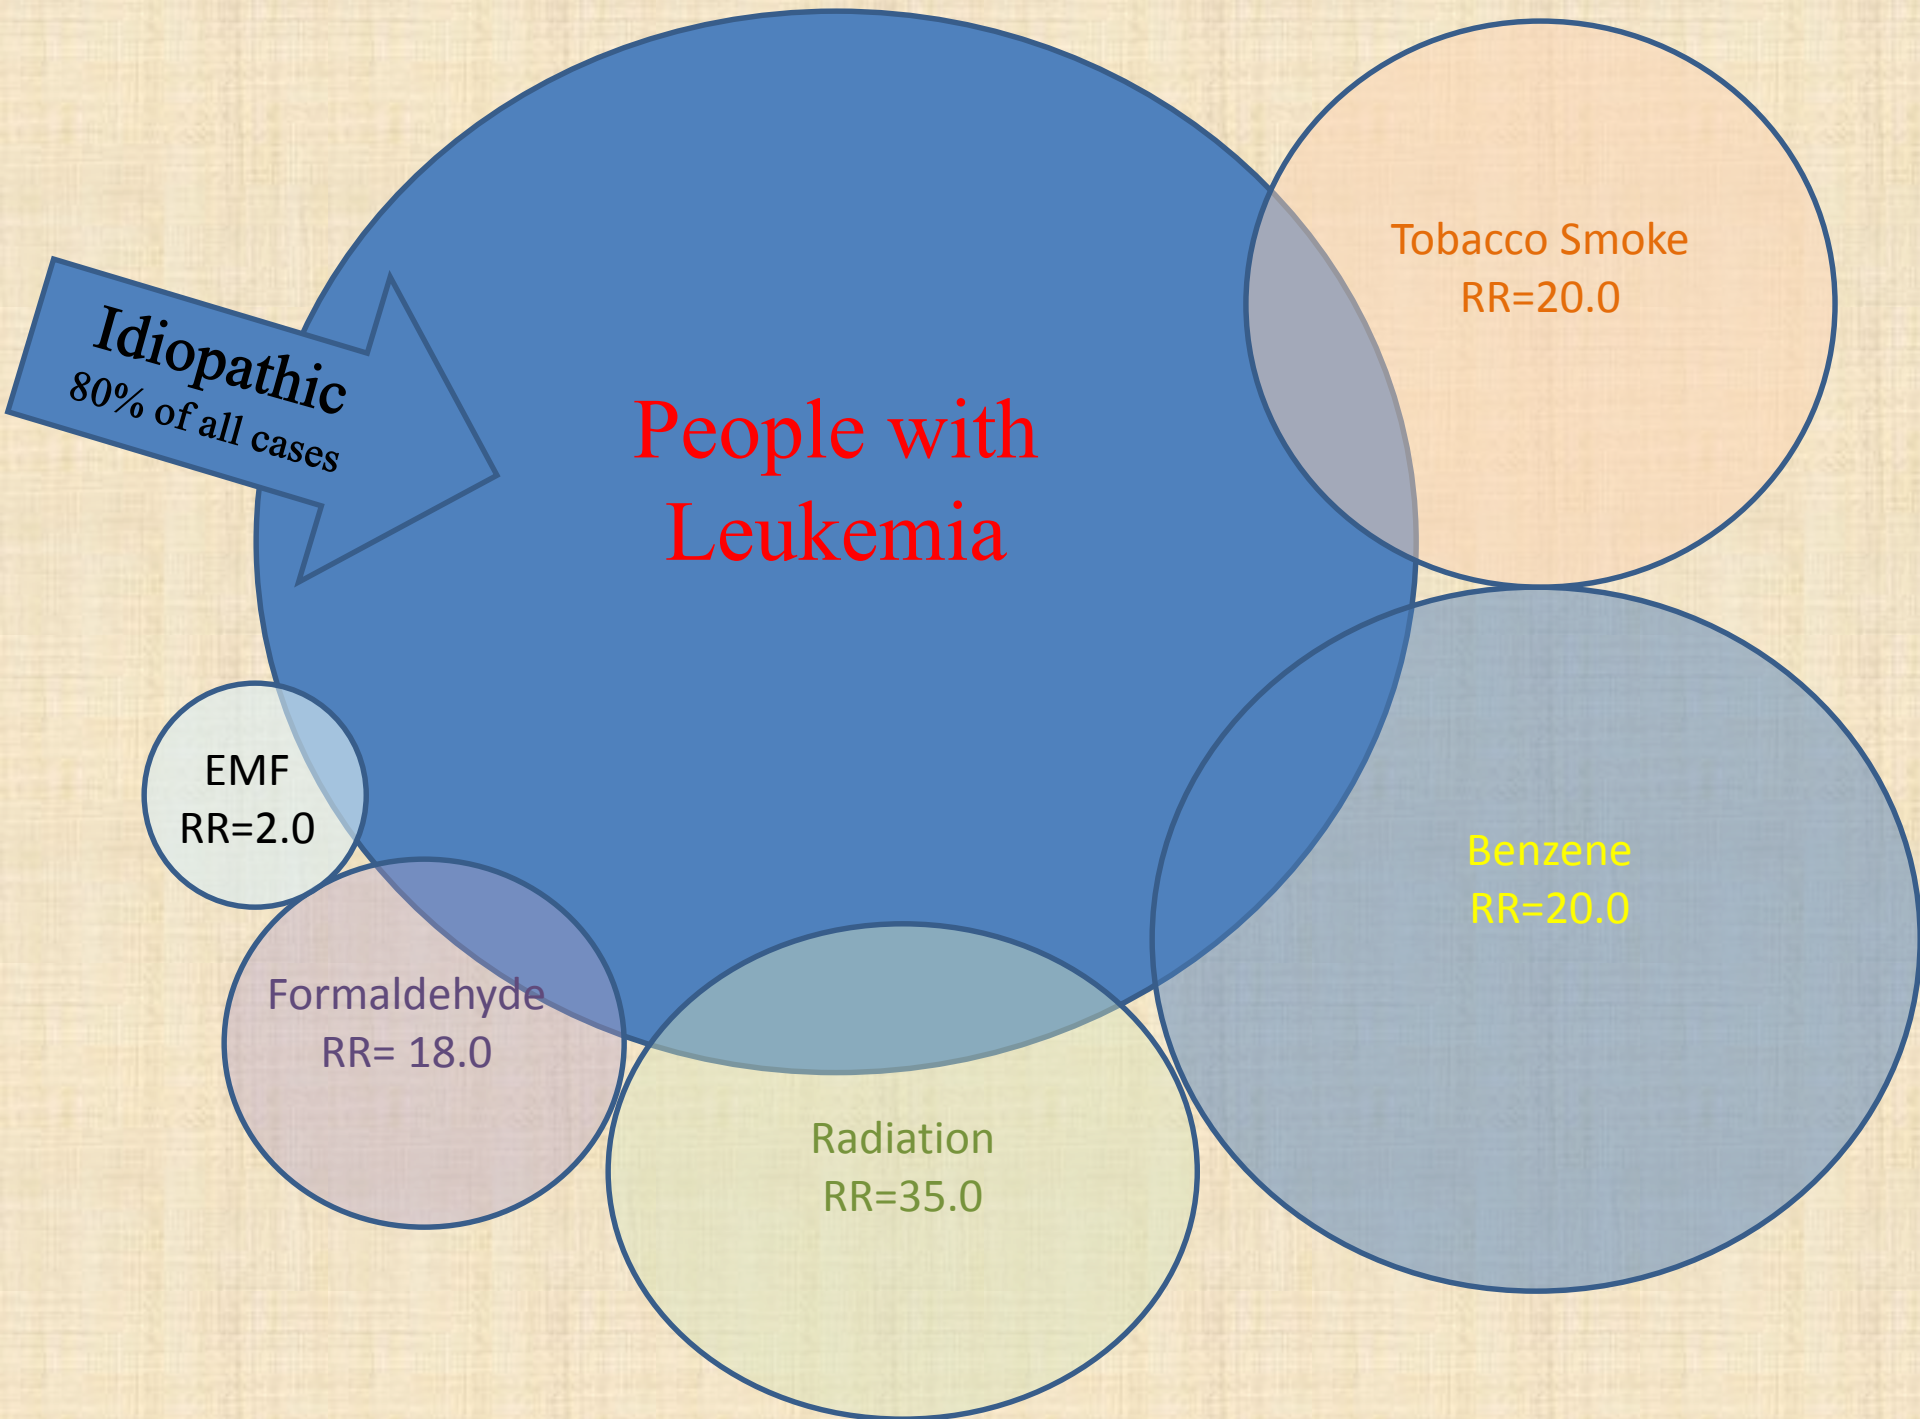 Tobacco Smoke
RR=20.0
Idiopathic
80% of all cases
People with
Leukemia
EMF
RR=2.0
Benzene
RR=20.0
Formaldehyde
RR= 18.0
Radiation
RR=35.0